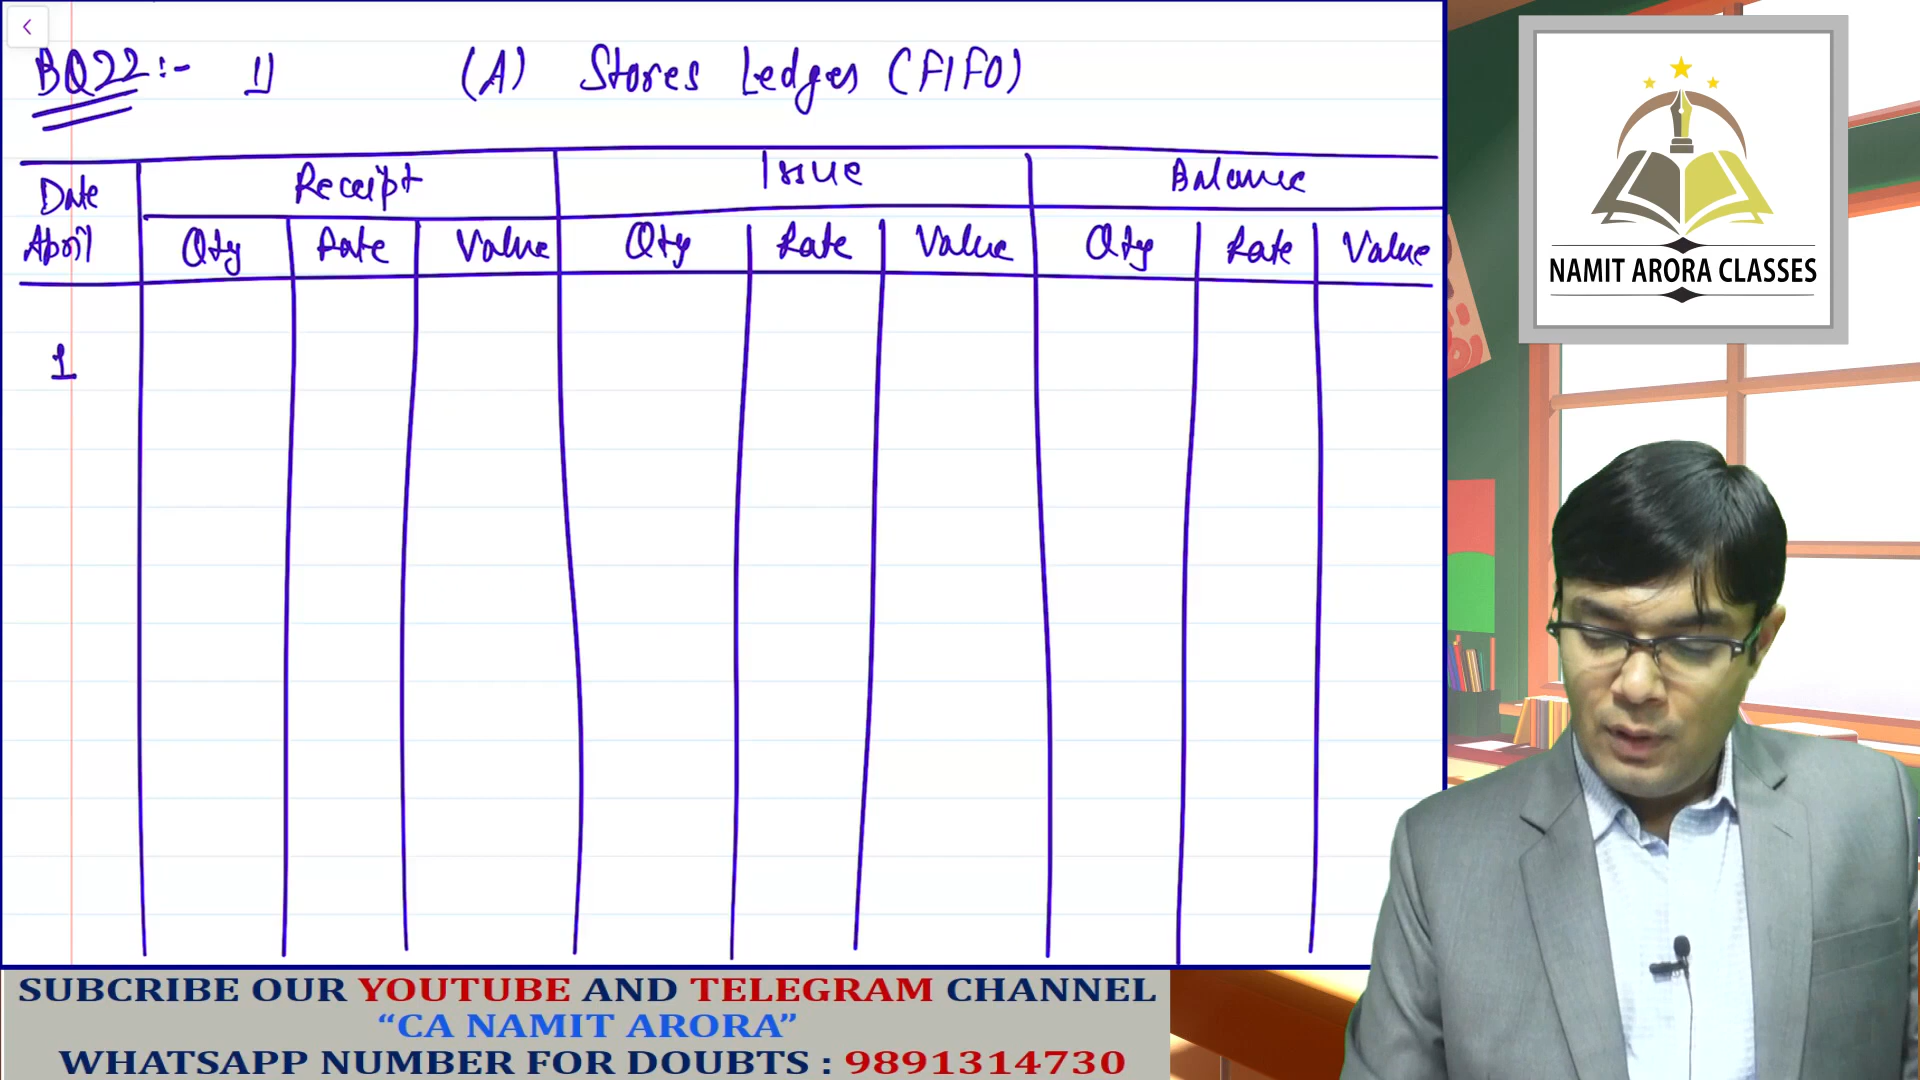 BQ22:- 1) (A) Stores Ledger (FIFO)
Date Receipt Issue Balance
April Qty Rate Value Qty Rate Value Qty Rate Value
1
NAMIT ARORA CLASSES
SUBCRIBE OUR YOUTUBE AND TELEGRAM CHANNEL
“CA NAMIT ARORA”
WHATSAPP NUMBER FOR DOUBTS : 9891314730